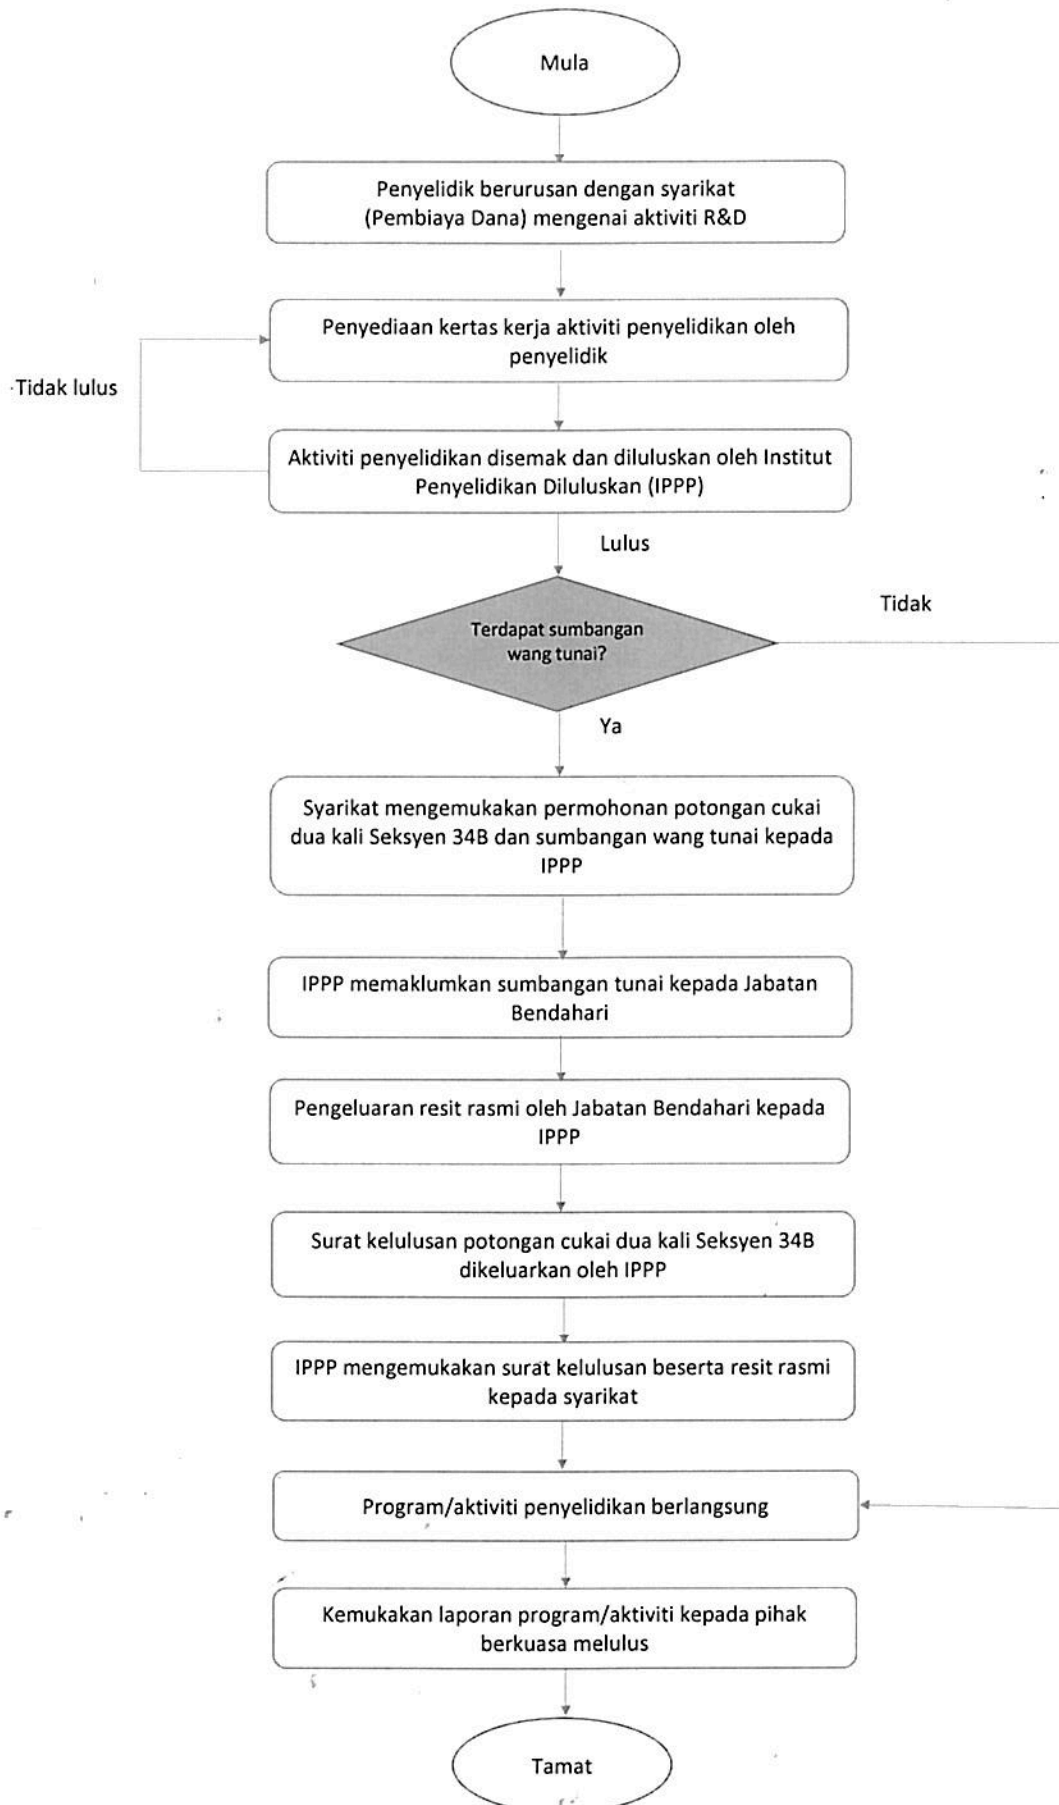 Mula
Penyelidik berurusan dengan syarikat
(Pembiaya Dana) mengenai aktiviti R&D
Penyediaan kertas kerja aktiviti penyelidikan oleh
penyelidik
Tidak lulus
Aktiviti penyelidikan disemak dan diluluskan oleh Institut
Penyelidikan Diluluskan (IPPP)
Lulus
Tidak
Terdapat sumbangan
wang tunai?
Ya
Syarikat mengemukakan permohonan potongan cukai
dua kali Seksyen 34B dan sumbangan wang tunai kepada
IPPP
IPPP memaklumkan sumbangan tunai kepada Jabatan
Bendahari
Pengeluaran resit rasmi oleh Jabatan Bendahari kepada
IPPP
Surat kelulusan potongan cukai dua kali Seksyen 34B
dikeluarkan oleh IPPP
IPPP mengemukakan surat kelulusan beserta resit rasmi
kepada syarikat
Program/aktiviti penyelidikan berlangsung
Kemukakan laporan program/aktiviti kepada pihak
berkuasa melulus
Tamat